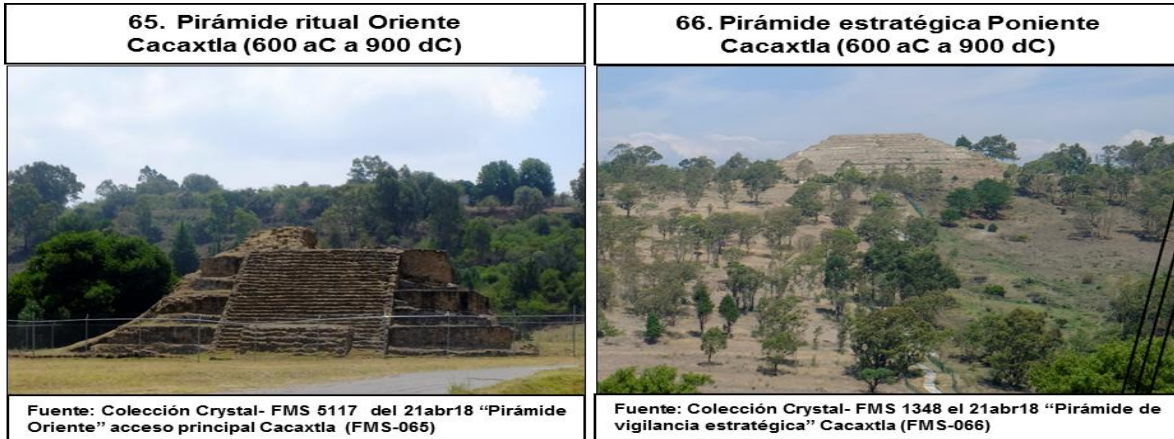 65. Pirámide ritual Oriente
Cacaxtla (600 aC a 900 dC)
66. Pirámide estratégica Poniente
Cacaxtla (600 aC a 900 dC)
Fuente: Colección Crystal- FMS 5117 del 21abr18 “Pirámide
Oriente” acceso principal Cacaxtla (FMS-065)
Fuente: Colección Crystal- FMS 1348 el 21abr18 “Pirámide de
vigilancia estratégica” Cacaxtla (FMS-066)